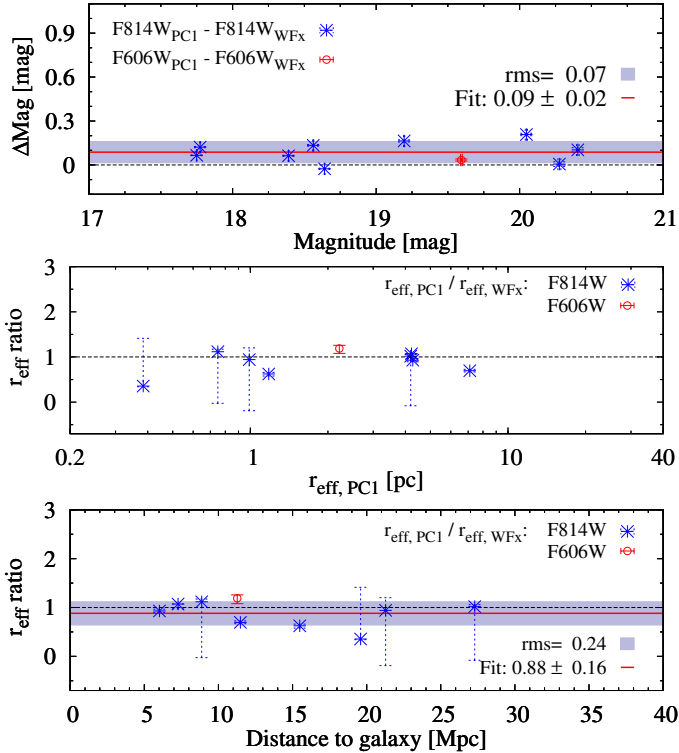 0.9
0.6
0.3
0
ΔMag [mag]
F814W_PC1 - F814W_WFx
F606W_PC1 - F606W_WFx
rms= 0.07
Fit: 0.09 ± 0.02
17 18 19 20 21
Magnitude [mag]
3
2
1
0
r_eff ratio
r_eff, PC1 / r_eff, WFx: F814W
F606W
0.2 1 10 40
r_eff, PC1 [pc]
3
2
1
0
r_eff ratio
r_eff, PC1 / r_eff, WFx: F814W
F606W
rms= 0.24
Fit: 0.88 ± 0.16
0 5 10 15 20 25 30 35 40
Distance to galaxy [Mpc]